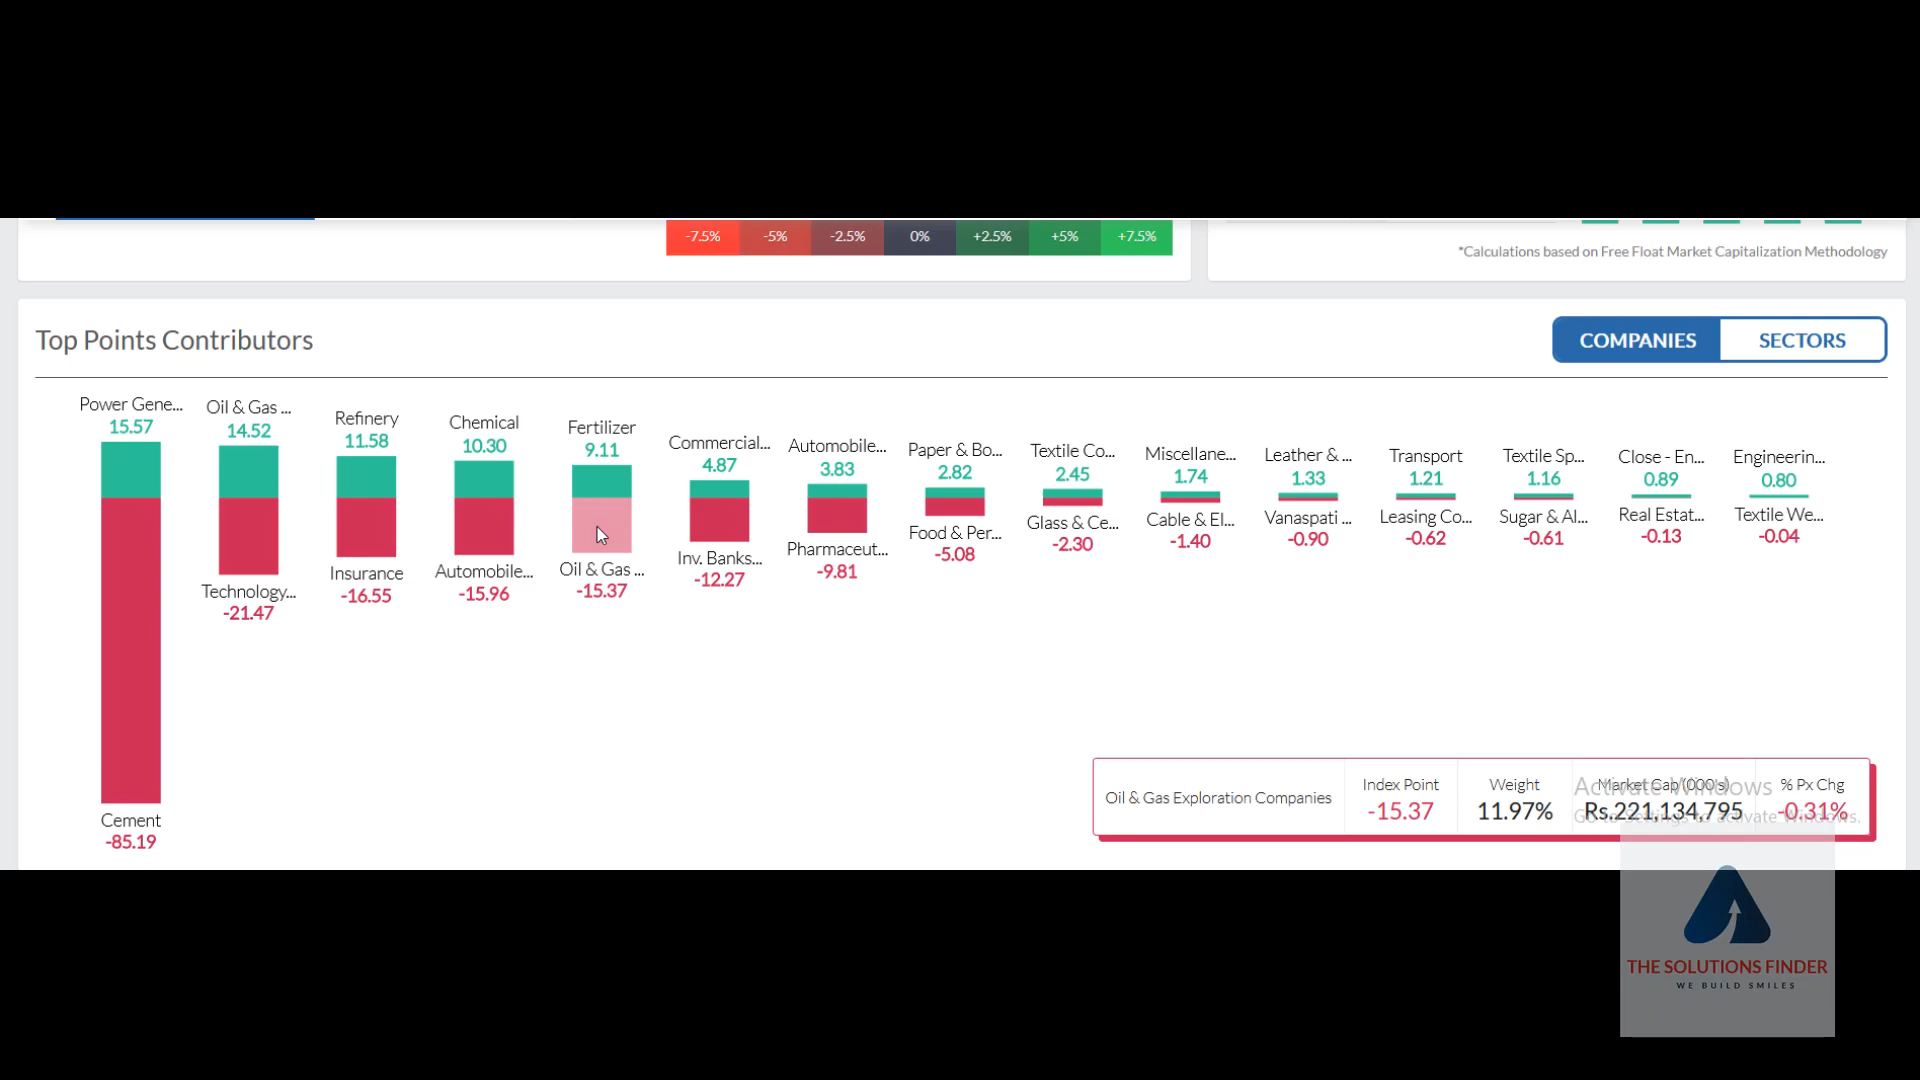 -7.5%
-5%
-2.5%
0%
+2.5%
+5%
+7.5%
*Calculations based on Free Float Market Capitalization Methodology
Top Points Contributors
COMPANIES
SECTORS
Power Gene...
15.57
Cement
-85.19
Oil & Gas ...
14.52
Technology...
-21.47
Refinery
11.58
Insurance
-16.55
Chemical
10.30
Automobile...
-15.96
Fertilizer
9.11
Oil & Gas ...
-15.37
Commercial...
4.87
Inv. Banks...
-12.27
Automobile...
3.83
Pharmaceut...
-9.81
Paper & Bo...
2.82
Food & Per...
-5.08
Textile Co...
2.45
Glass & Ce...
-2.30
Miscellane...
1.74
Cable & El...
-1.40
Leather & ...
1.33
Vanaspati ...
-0.90
Transport
1.21
Leasing Co...
-0.62
Textile Sp...
1.16
Sugar & Al...
-0.61
Close - En...
0.89
Real Estat...
-0.13
Engineerin...
0.80
Textile We...
-0.04
Oil & Gas Exploration Companies
Index Point
-15.37
Weight
11.97%
Market Cap (000's)
Rs.221,134,795
% Px Chg
-0.31%
Activate Windows
Go to Settings to activate Windows.
THE SOLUTIONS FINDER
WE BUILD SMILES